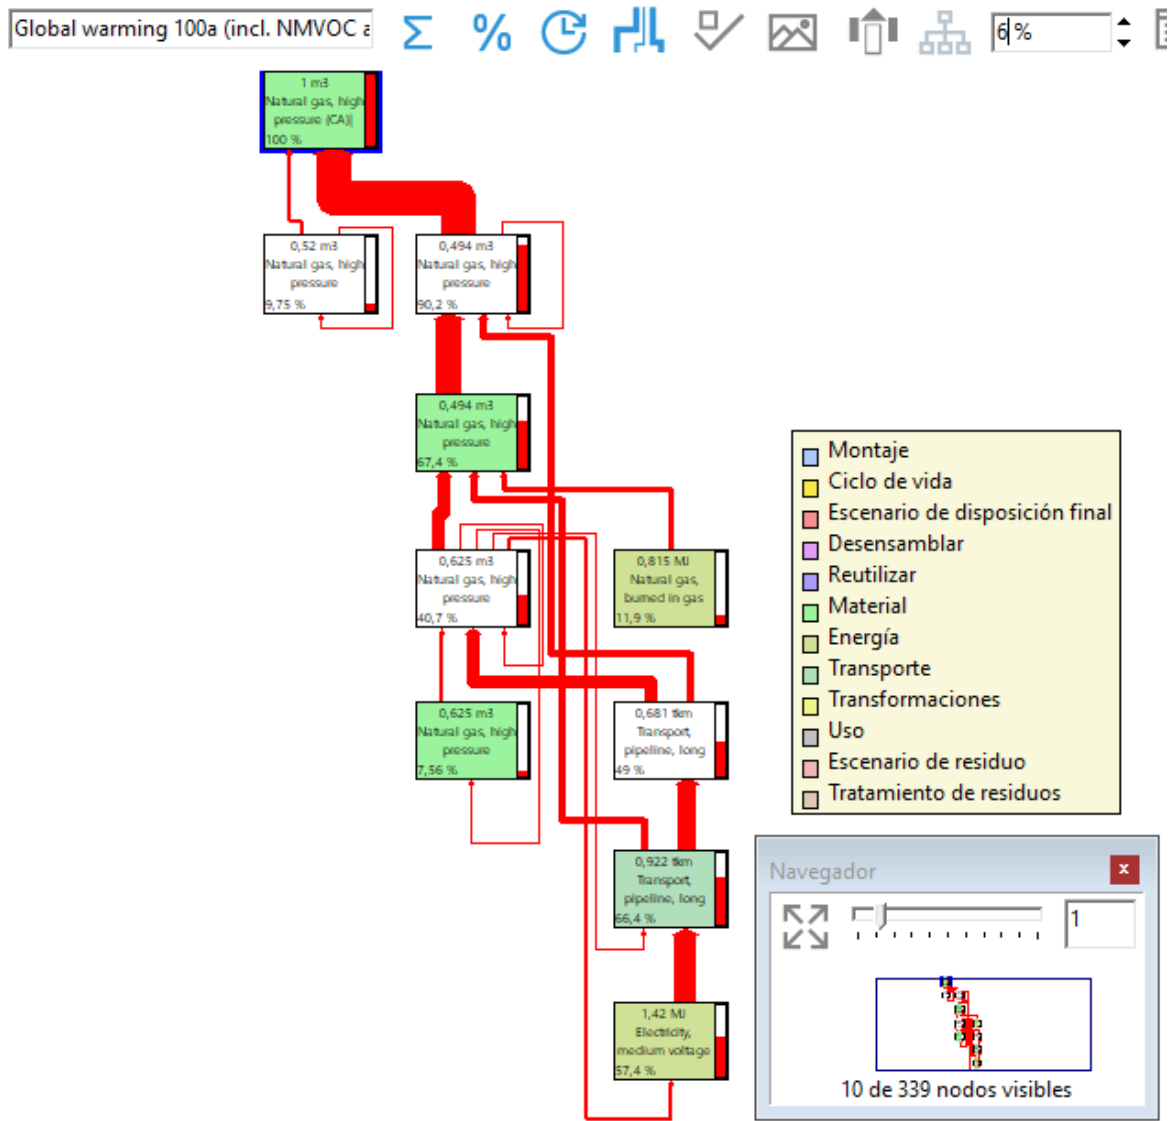 Global warming 100a (incl. NMVOC a
6 %
1 m3
Natural gas, high
pressure {CA}|
100 %
0,52 m3
Natural gas, high
pressure
9,75 %
0,494 m3
Natural gas, high
pressure
90,2 %
0,494 m3
Natural gas, high
pressure
67,4 %
0,625 m3
Natural gas, high
pressure
40,7 %
0,815 MJ
Natural gas,
burned in gas
11,9 %
0,625 m3
Natural gas, high
pressure
7,56 %
0,681 tkm
Transport,
pipeline, long
49 %
0,922 tkm
Transport,
pipeline, long
66,4 %
1,42 MJ
Electricity,
medium voltage
57,4 %
Montaje
Ciclo de vida
Escenario de disposición final
Desensamblar
Reutilizar
Material
Energía
Transporte
Transformaciones
Uso
Escenario de residuo
Tratamiento de residuos
Navegador
x
1
10 de 339 nodos visibles